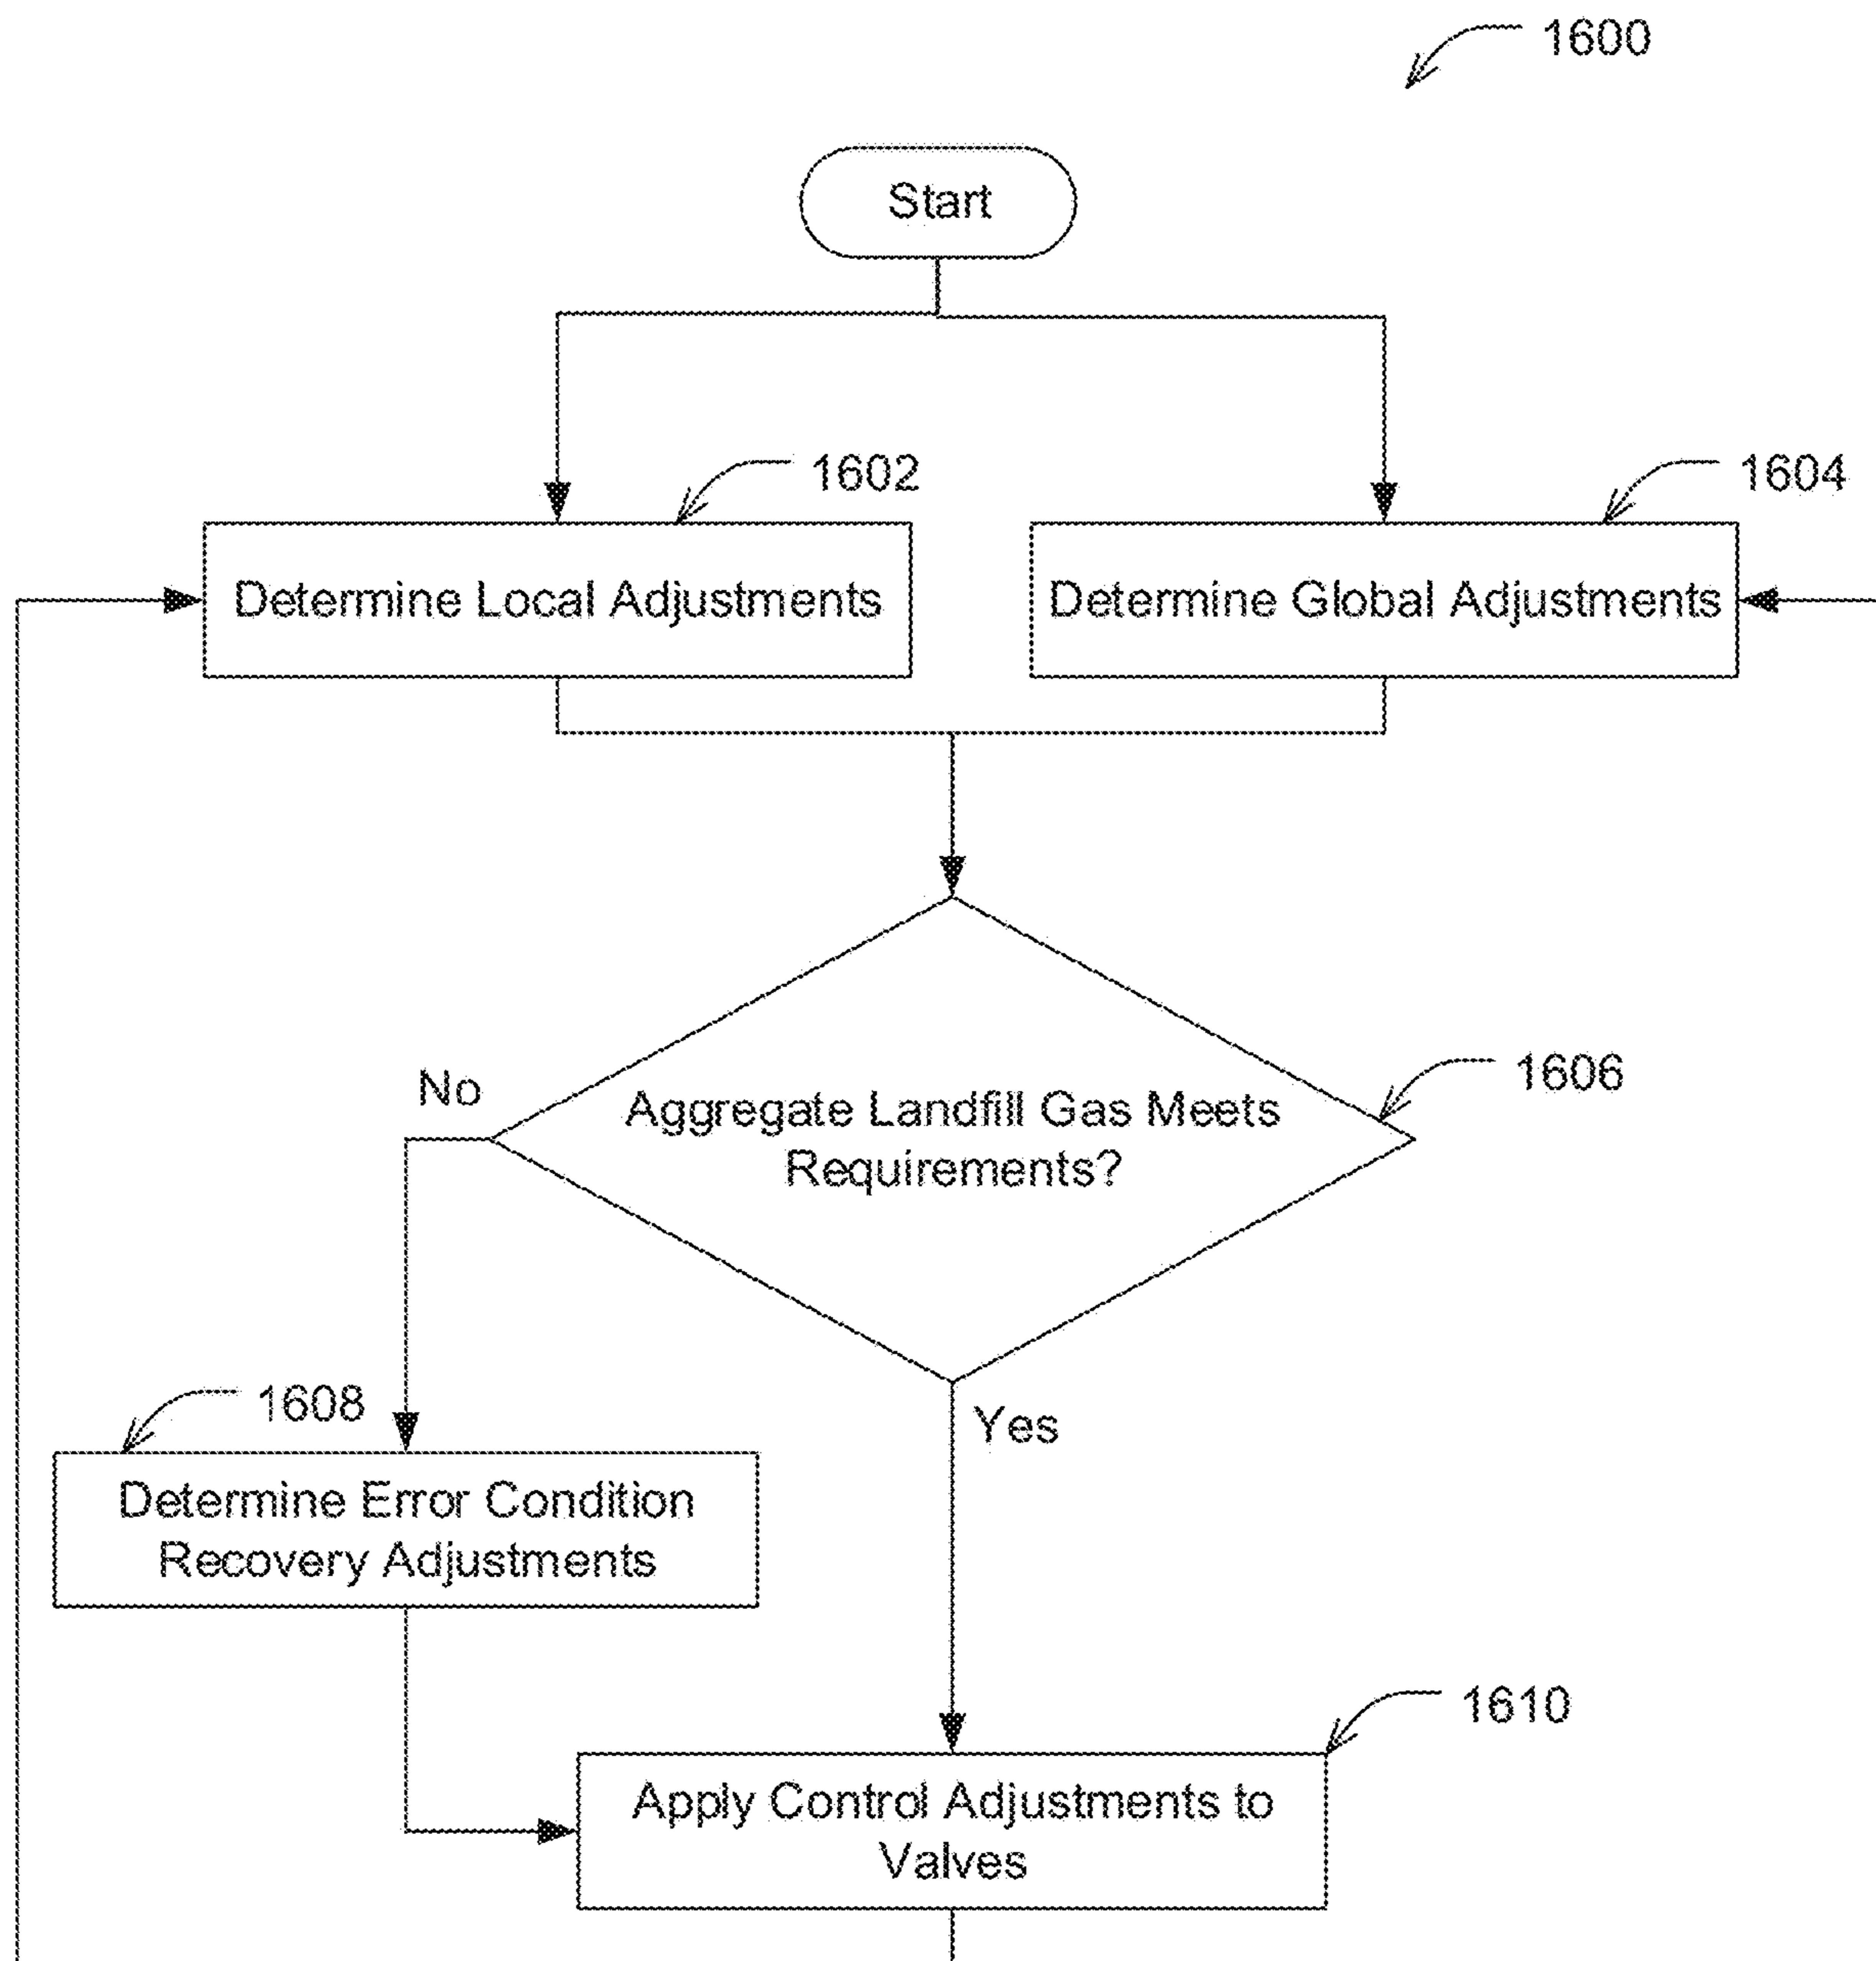 1600
Start
1602
1604
Determine Local Adjustments
Determine Global Adjustments
1606
No
Aggregate Landfill Gas Meets
Requirements?
1608
Yes
Determine Error Condition
Recovery Adjustments
1610
Apply Control Adjustments to
Valves